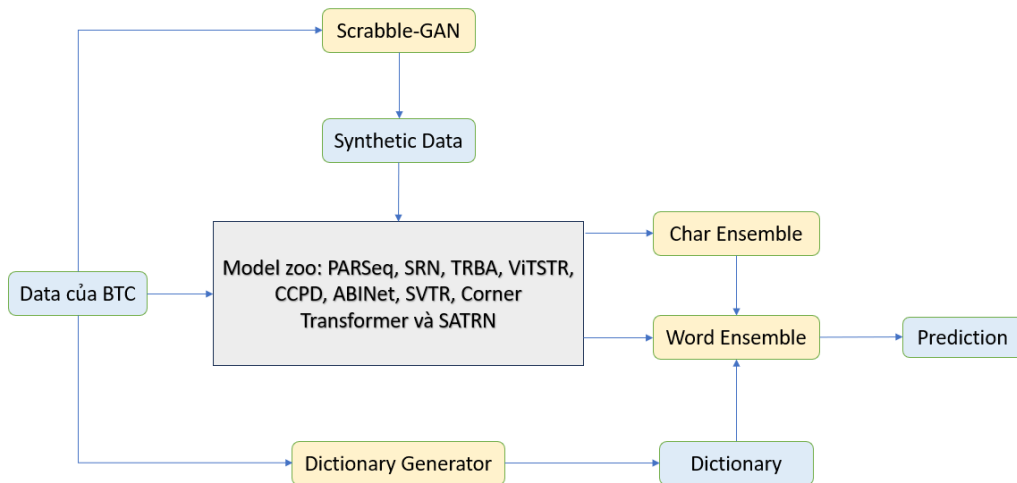 Scrabble-GAN
Synthetic Data
Data của BTC
Model zoo: PARSeq, SRN, TRBA, ViTSTR,
CCPD, ABINet, SVTR, Corner
Transformer và SATRN
Char Ensemble
Word Ensemble
Prediction
Dictionary Generator
Dictionary